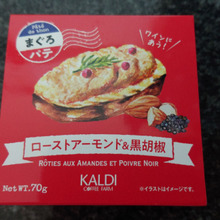 Pâté de thon
まぐろ
パテ
ワインに
あう!
ローストアーモンド&黒胡椒
RÔTIES AUX AMANDES ET POIVRE NOIR
NET WT.70g
KALDI
COFFEE FARM
※イラストはイメージです。